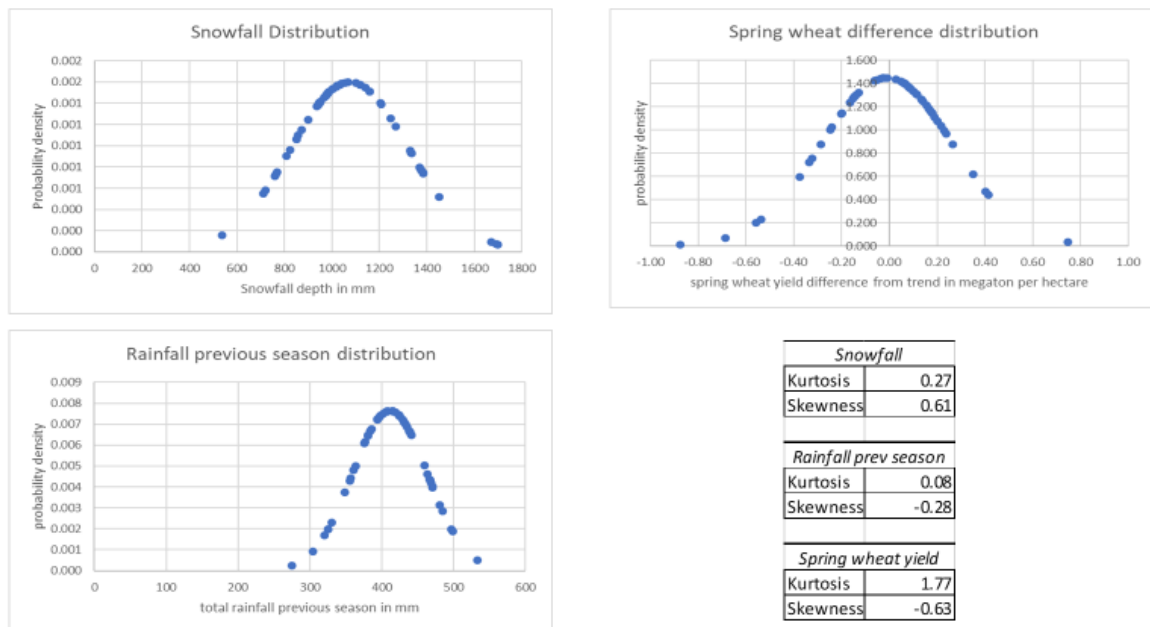 Snowfall Distribution
0.002
0.002
0.001
0.001
0.001
0.001
0.001
0.000
0.000
0.000
Probability density
0 200 400 600 800 1000 1200 1400 1600 1800
Snowfall depth in mm
Spring wheat difference distribution
1.600
1.400
1.200
1.000
0.800
0.600
0.400
0.200
0.000
probability density
-1.00 -0.80 -0.60 -0.40 -0.20 0.00 0.20 0.40 0.60 0.80 1.00
spring wheat yield difference from trend in megaton per hectare
Rainfall previous season distribution
0.009
0.008
0.007
0.006
0.005
0.004
0.003
0.002
0.001
0.000
probability density
0 100 200 300 400 500 600
total rainfall previous season in mm
Snowfall
Kurtosis 0.27
Skewness 0.61
Rainfall prev season
Kurtosis 0.08
Skewness -0.28
Spring wheat yield
Kurtosis 1.77
Skewness -0.63